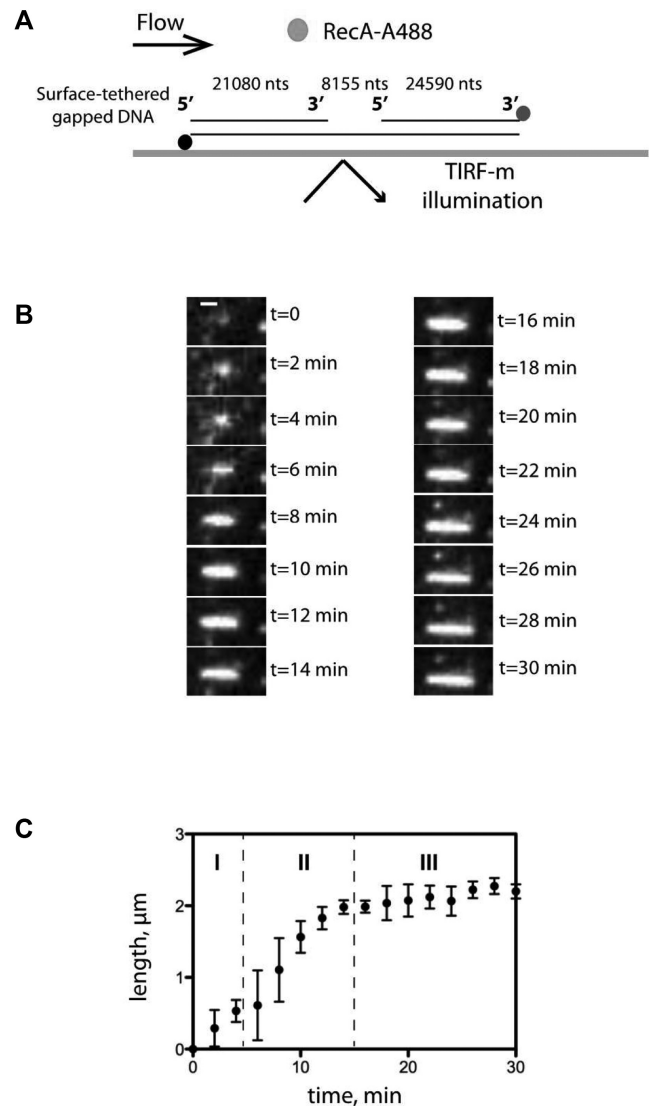 A
Flow
RecA-A488
21080 nts 8155 nts 24590 nts
Surface-tethered
gapped DNA
5′ 3′ 5′ 3′
TIRF-m
illumination
B
t=0
t=2 min
t=4 min
t=6 min
t=8 min
t=10 min
t=12 min
t=14 min
t=16 min
t=18 min
t=20 min
t=22 min
t=24 min
t=26 min
t=28 min
t=30 min
C
3
2
1
0
I II III
length, µm
0 10 20 30
time, min